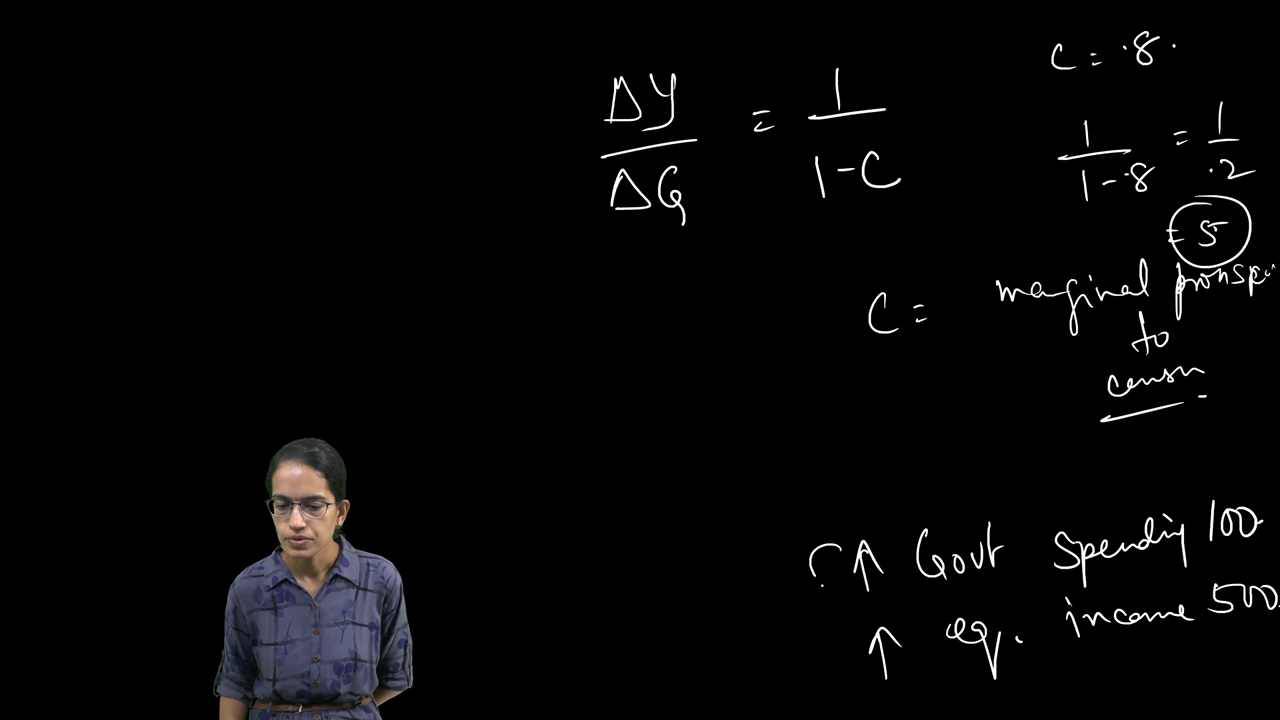 ΔY/ΔG = 1/1-C
C = .8.
1/1-.8 = 1/.2
= 5
C = marginal
to
↑ Govt Spending 100
↑ eq. income 500